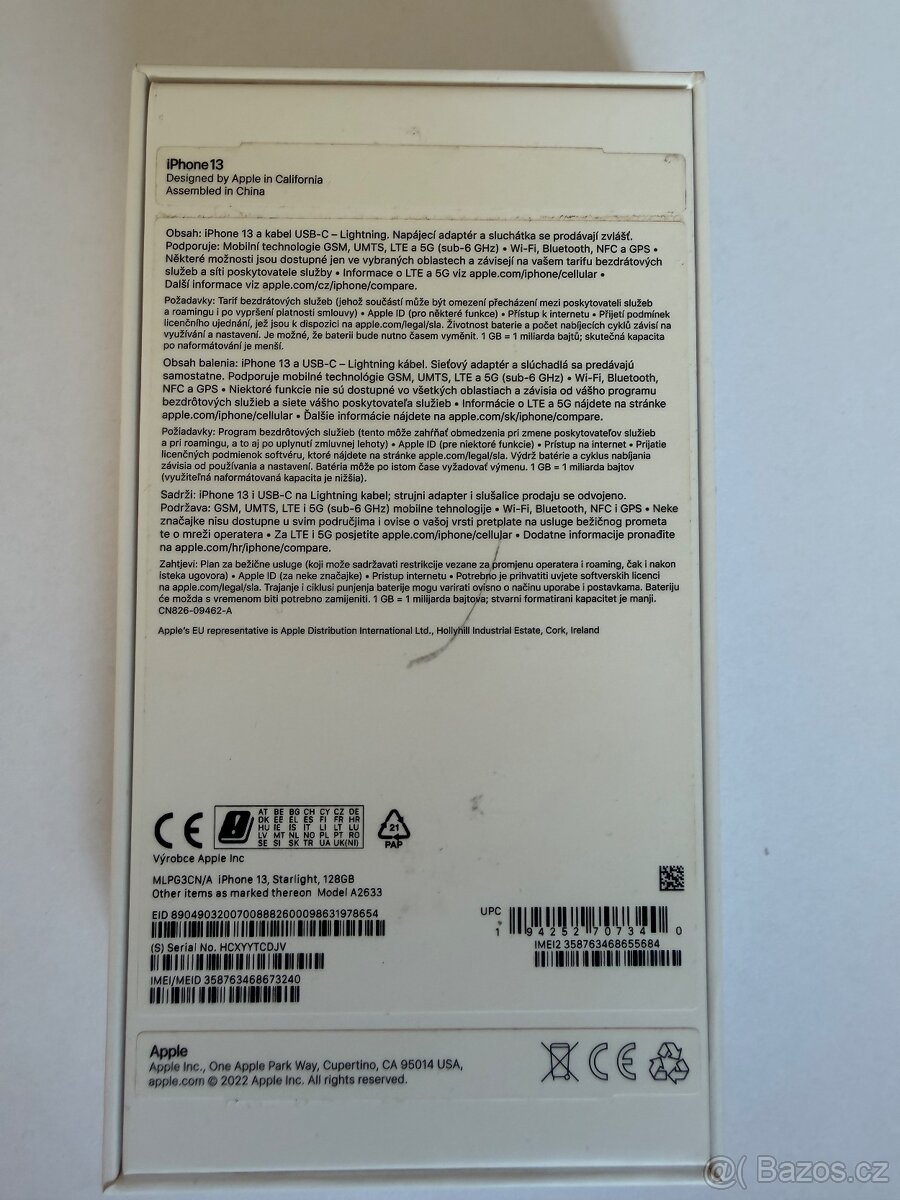 iPhone 13
Designed by Apple in California
Assembled in China
Obsah: iPhone 13 a kabel USB-C – Lightning. Napájecí adaptér a sluchátka se prodávají zvlášť.
Podporuje: Mobilní technologie GSM, UMTS, LTE a 5G (sub-6 GHz) • Wi-Fi, Bluetooth, NFC a GPS •
Některé možnosti jsou dostupné jen ve vybraných oblastech a závisejí na vašem tarifu bezdrátových
služeb a síti poskytovatele služby • Informace o LTE a 5G viz apple.com/iphone/cellular •
Další informace viz apple.com/cz/iphone/compare.
Požadavky: Tarif bezdrátových služeb (jehož součástí může být omezení přecházení mezi poskytovateli služeb
a roamingu i po vypršení platnosti smlouvy) • Apple ID (pro některé funkce) • Přístup k internetu • Přijetí podmínek
licenčního ujednání, jež jsou k dispozici na apple.com/legal/sla. Životnost baterie a počet nabíjecích cyklů závisí na
využívání a nastavení. Je možné, že baterii bude nutno časem vyměnit. 1 GB = 1 miliarda bajtů; skutečná kapacita
po naformátování je menší.
Obsah balenia: iPhone 13 a USB-C – Lightning kábel. Sieťový adaptér a slúchadlá sa predávajú
samostatne. Podporuje mobilné technológie GSM, UMTS, LTE a 5G (sub-6 GHz) • Wi-Fi, Bluetooth,
NFC a GPS • Niektoré funkcie nie sú dostupné vo všetkých oblastiach a závisia od vášho programu
bezdrôtových služieb a siete vášho poskytovateľa služieb • Informácie o LTE a 5G nájdete na stránke
apple.com/iphone/cellular • Ďalšie informácie nájdete na apple.com/sk/iphone/compare.
Požiadavky: Program bezdrôtových služieb (tento môže zahŕňať obmedzenia pri zmene poskytovateľov služieb
a pri roamingu, a to aj po uplynutí zmluvnej lehoty) • Apple ID (pre niektoré funkcie) • Prístup na internet • Prijatie
licenčných podmienok softvéru, ktoré nájdete na stránke apple.com/legal/sla. Výdrž batérie a cyklus nabíjania
závisia od používania a nastavení. Batéria môže po istom čase vyžadovať výmenu. 1 GB = 1 miliarda bajtov
(využiteľná naformátovaná kapacita je nižšia).
Sadrži: iPhone 13 i USB-C na Lightning kabel; strujni adapter i slušalice prodaju se odvojeno.
Podržava: GSM, UMTS, LTE i 5G (sub-6 GHz) mobilne tehnologije • Wi-Fi, Bluetooth, NFC i GPS • Neke
značajke nisu dostupne u svim područjima i ovise o vašoj vrsti pretplate na usluge bežičnog prometa
te o mreži operatera • Za LTE i 5G posjetite apple.com/iphone/cellular • Dodatne informacije pronađite
na apple.com/hr/iphone/compare.
Zahtjevi: Plan za bežične usluge (koji može sadržavati restrikcije vezane za promjenu operatera i roaming, čak i nakon
isteka ugovora) • Apple ID (za neke značajke) • Pristup internetu • Potrebno je prihvatiti uvjete softverskih licenci
na apple.com/legal/sla. Trajanje i ciklusi punjenja baterije mogu varirati ovisno o načinu uporabe i postavkama. Bateriju
će možda s vremenom biti potrebno zamijeniti. 1 GB = 1 milijarda bajtova; stvarni formatirani kapacitet je manji.
CN826-09462-A
Apple's EU representative is Apple Distribution International Ltd., Hollyhill Industrial Estate, Cork, Ireland
CE
AT BE BG CH CY CZ DE
DK EE EL ES FI FR HR
HU IE IS IT LI LT LU
LV MT NL NO PL PT RO
SE SI SK TR UA UK(NI)
21
PAP
Výrobce Apple Inc
MLPG3CN/A iPhone 13, Starlight, 128GB
Other items as marked thereon Model A2633
EID 89049032007008882600098631978654
(S) Serial No. HCXYYTCDJV
IMEI/MEID 358763468673240
UPC
1 94252 70734 0
IMEI2 358763468655684
Apple
Apple Inc., One Apple Park Way, Cupertino, CA 95014 USA,
apple.com © 2022 Apple Inc. All rights reserved.
CE
@( Bazos.cz